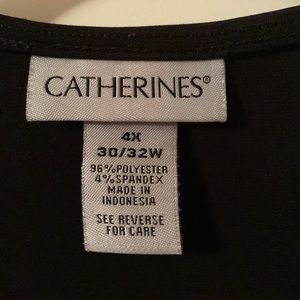 CATHERINES®
4X
30/32W
96% POLYESTER
4% SPANDEX
MADE IN
INDONESIA
SEE REVERSE
FOR CARE